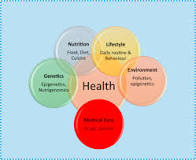 Nutrition
Food, Diet,
Cuisine
Lifestyle
Daily routine &
Behaviour
Genetics
Epigenetics,
Nutrigenomics
Environment
Pollution,
epigenetics
Health
Medical Care